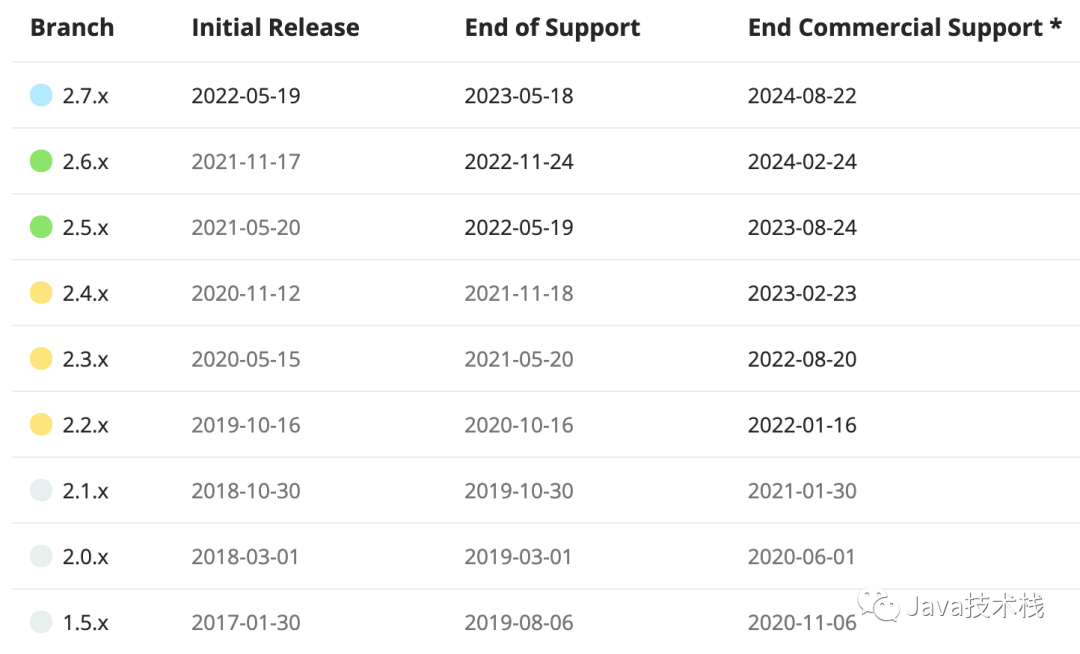 Branch Initial Release End of Support End Commercial Support *
2.7.x 2022-05-19 2023-05-18 2024-08-22
2.6.x 2021-11-17 2022-11-24 2024-02-24
2.5.x 2021-05-20 2022-05-19 2023-08-24
2.4.x 2020-11-12 2021-11-18 2023-02-23
2.3.x 2020-05-15 2021-05-20 2022-08-20
2.2.x 2019-10-16 2020-10-16 2022-01-16
2.1.x 2018-10-30 2019-10-30 2021-01-30
2.0.x 2018-03-01 2019-03-01 2020-06-01
1.5.x 2017-01-30 2019-08-06 2020-11-06
Java技术栈